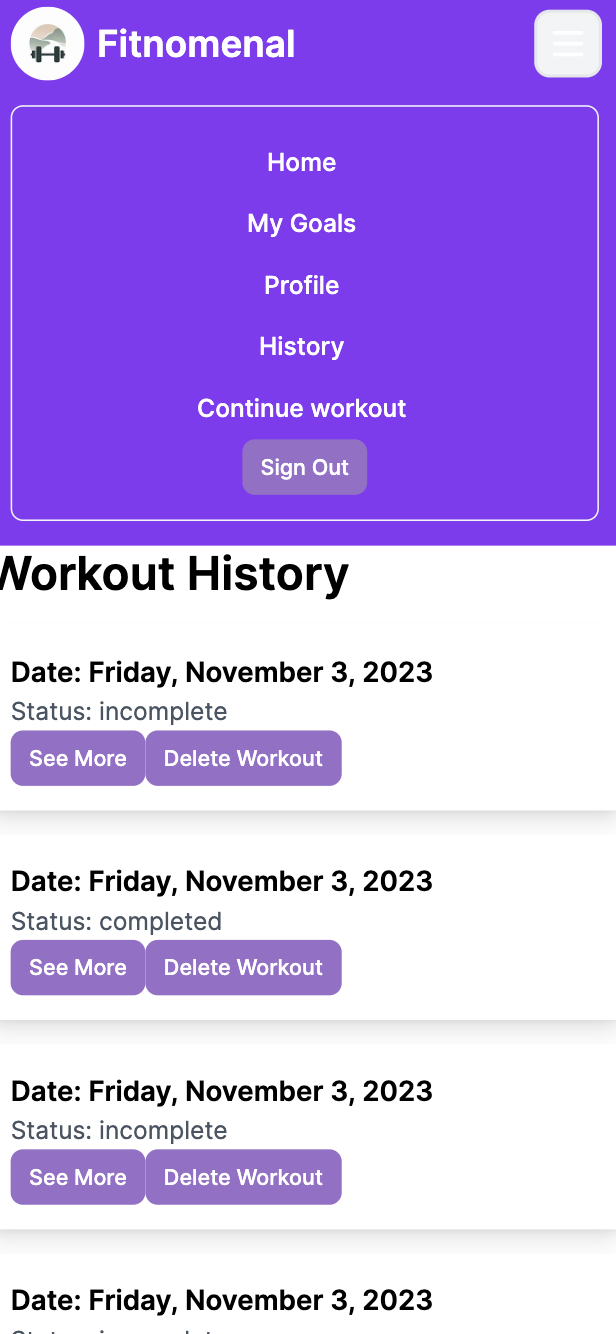 Fitnomenal
Home
My Goals
Profile
History
Continue workout
Sign Out
Workout History
Date: Friday, November 3, 2023
Status: incomplete
See More Delete Workout
Date: Friday, November 3, 2023
Status: completed
See More Delete Workout
Date: Friday, November 3, 2023
Status: incomplete
See More Delete Workout
Date: Friday, November 3, 2023